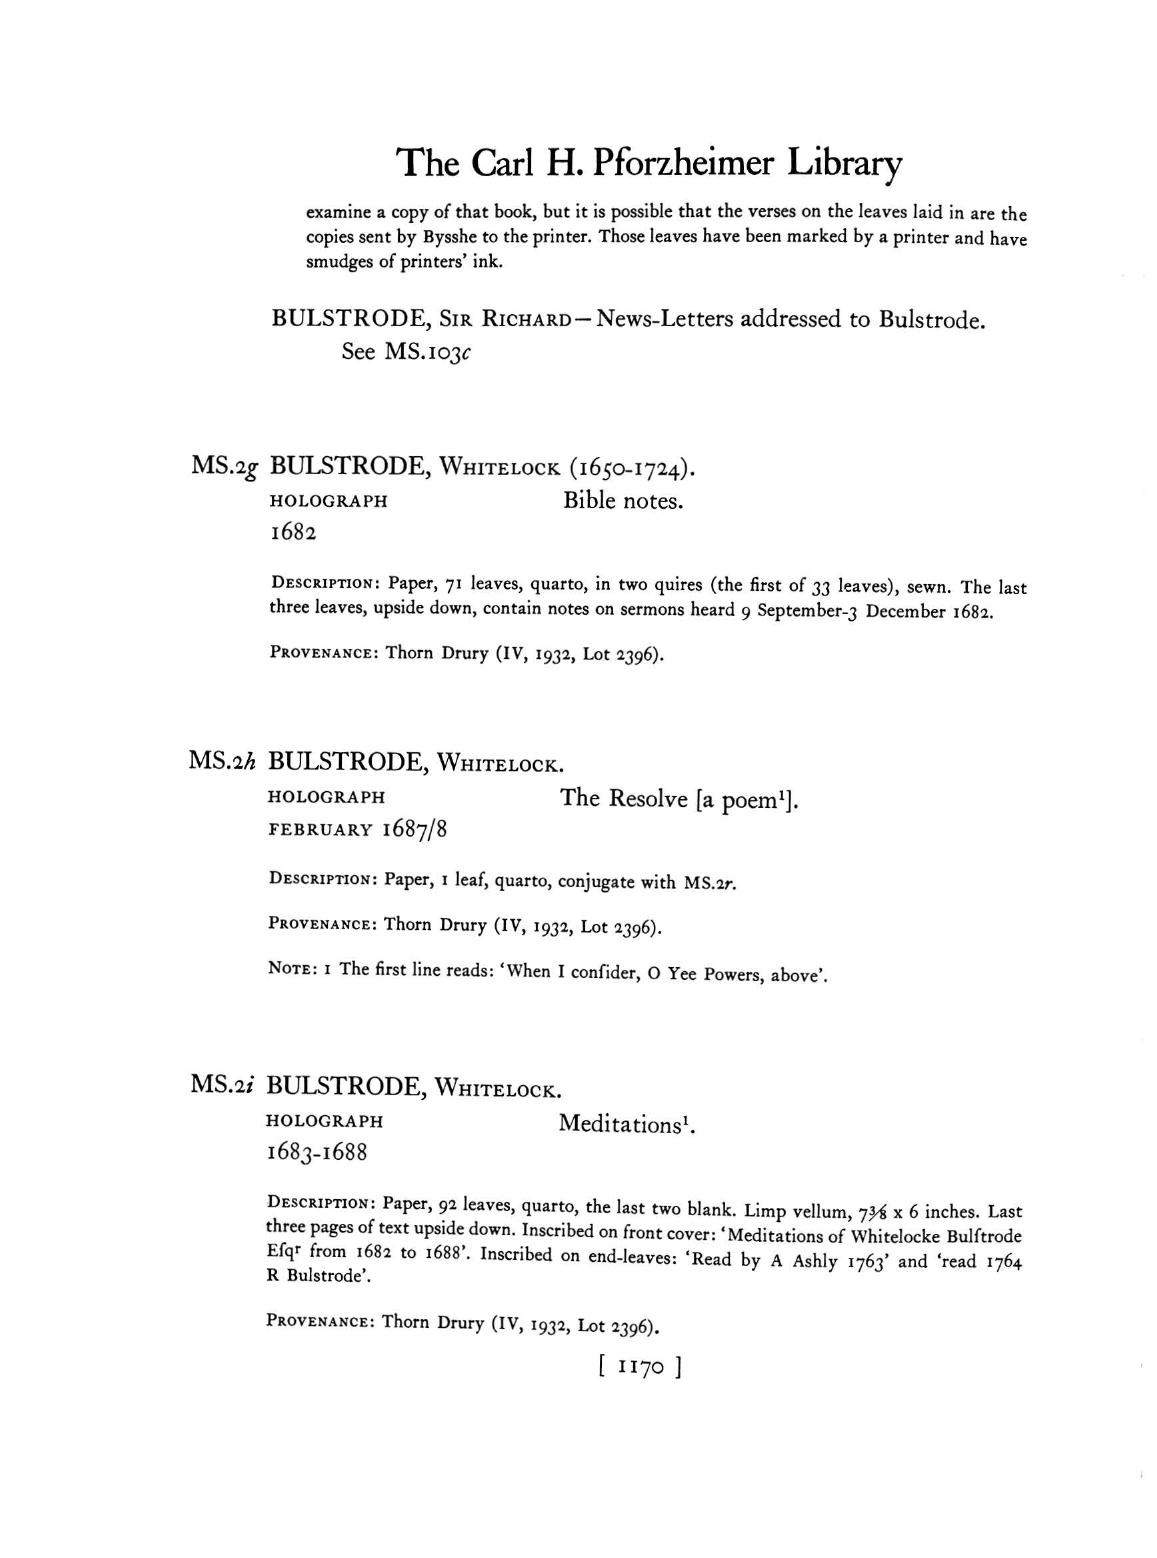 The Carl H. Pforzheimer Library
examine a copy of that book, but it is possible that the verses on the leaves laid in are the
copies sent by Bysshe to the printer. Those leaves have been marked by a printer and have
smudges of printers’ ink.
BULSTRODE, Sir Richard—News-Letters addressed to Bulstrode.
See MS.103c
MS.2g BULSTRODE, Whitelock (1650-1724).
HOLOGRAPH Bible notes.
1682
Description: Paper, 71 leaves, quarto, in two quires (the first of 33 leaves), sewn. The last
three leaves, upside down, contain notes on sermons heard 9 September-3 December 1682.
Provenance: Thorn Drury (IV, 1932, Lot 2396).
MS.2h BULSTRODE, Whitelock.
HOLOGRAPH The Resolve [a poem¹].
FEBRUARY 1687/8
Description: Paper, 1 leaf, quarto, conjugate with MS.2r.
Provenance: Thorn Drury (IV, 1932, Lot 2396).
Note: 1 The first line reads: ‘When I conſider, O Yee Powers, above’.
MS.2i BULSTRODE, Whitelock.
HOLOGRAPH Meditations¹.
1683-1688
Description: Paper, 92 leaves, quarto, the last two blank. Limp vellum, 7⅜ x 6 inches. Last
three pages of text upside down. Inscribed on front cover: ‘Meditations of Whitelocke Bulſtrode
Eſqʳ from 1682 to 1688’. Inscribed on end-leaves: ‘Read by A Ashly 1763’ and ‘read 1764
R Bulstrode’.
Provenance: Thorn Drury (IV, 1932, Lot 2396).
[ 1170 ]